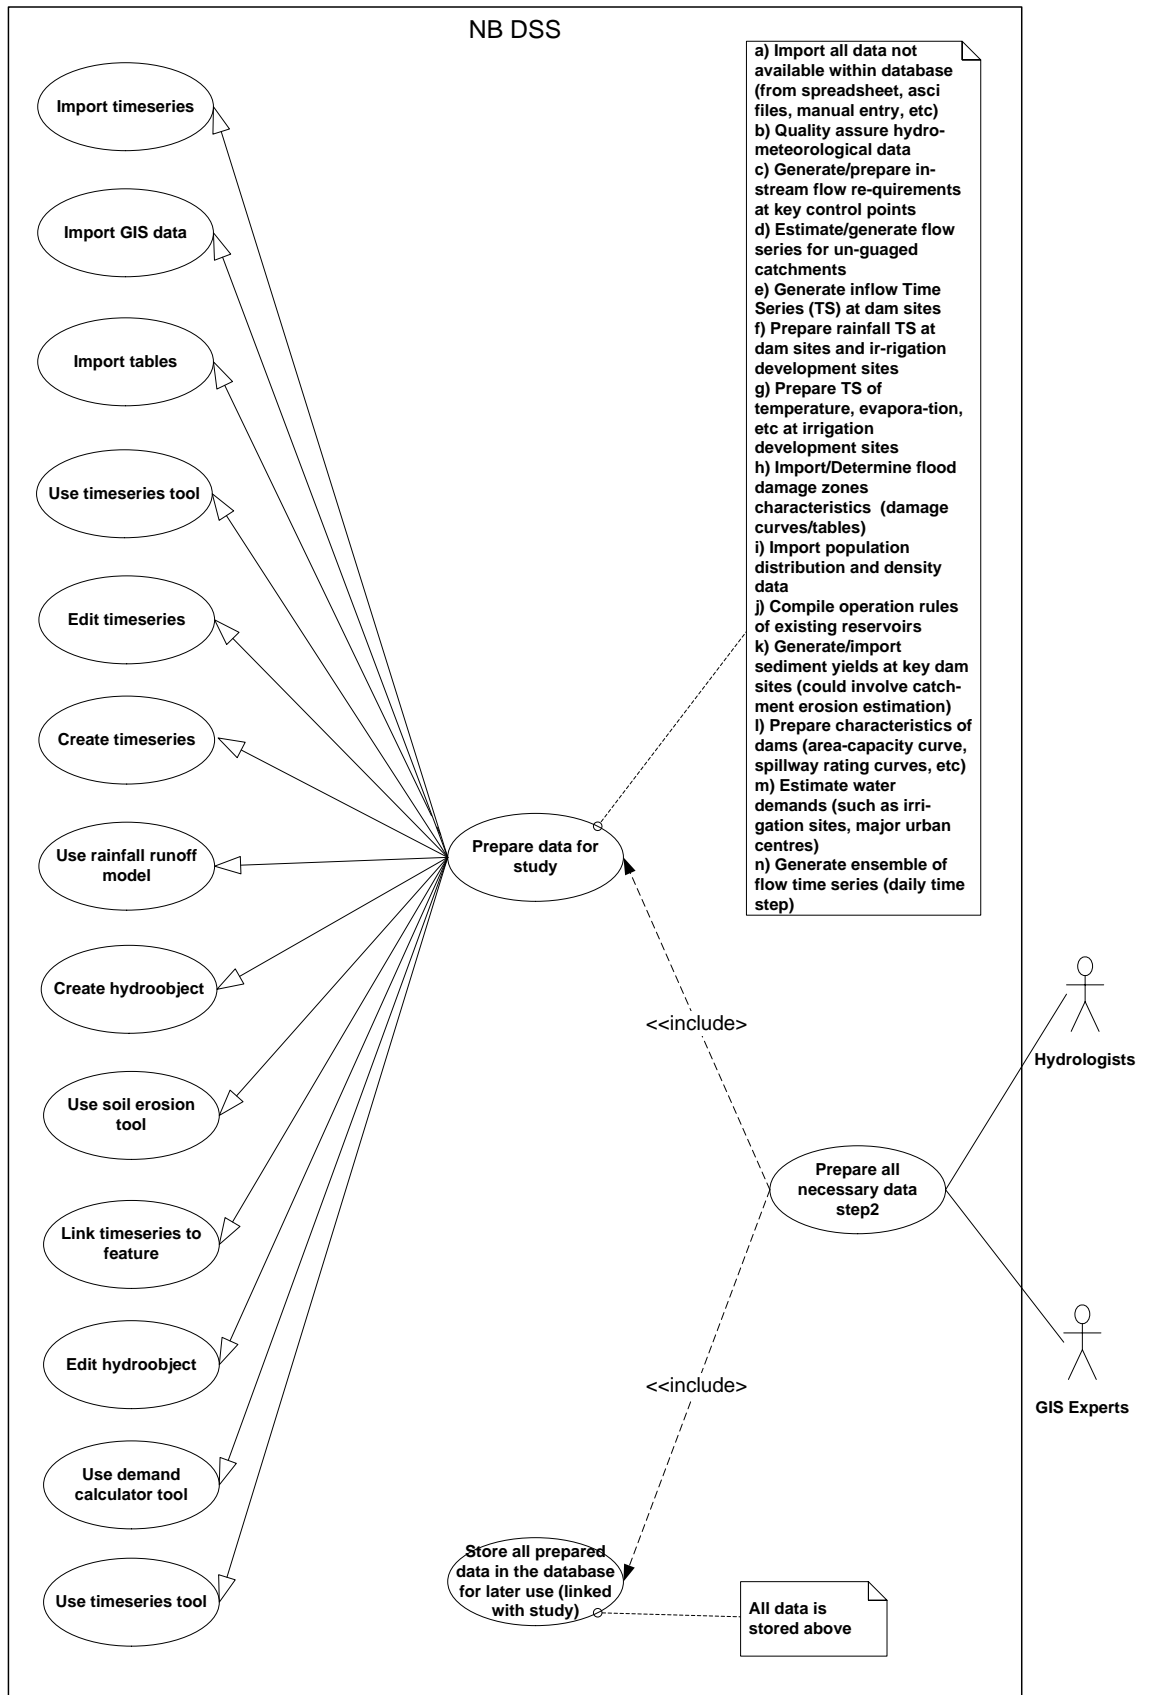 NB DSS
Import timeseries
Import GIS data
Import tables
Use timeseries tool
Edit timeseries
Create timeseries
Use rainfall runoff
model
Create hydroobject
Use soil erosion
tool
Link timeseries to
feature
Edit hydroobject
Use demand
calculator tool
Use timeseries tool
Prepare data for
study
a) Import all data not
available within database
(from spreadsheet, asci
files, manual entry, etc)
b) Quality assure hydro-
meteorological data
c) Generate/prepare in-
stream flow re-quirements
at key control points
d) Estimate/generate flow
series for un-guaged
catchments
e) Generate inflow Time
Series (TS) at dam sites
f) Prepare rainfall TS at
dam sites and ir-rigation
development sites
g) Prepare TS of
temperature, evapora-tion,
etc at irrigation
development sites
h) Import/Determine flood
damage zones
characteristics  (damage
curves/tables)
i) Import population
distribution and density
data
j) Compile operation rules
of existing reservoirs
k) Generate/import
sediment yields at key dam
sites (could involve catch-
ment erosion estimation)
l) Prepare characteristics of
dams (area-capacity curve,
spillway rating curves, etc)
m) Estimate water
demands (such as irri-
gation sites, major urban
centres)
n) Generate ensemble of
flow time series (daily time
step)
<<include>
Hydrologists
Prepare all
necessary data
step2
<<include>
GIS Experts
Store all prepared
data in the database
for later use (linked
with study)
All data is
stored above